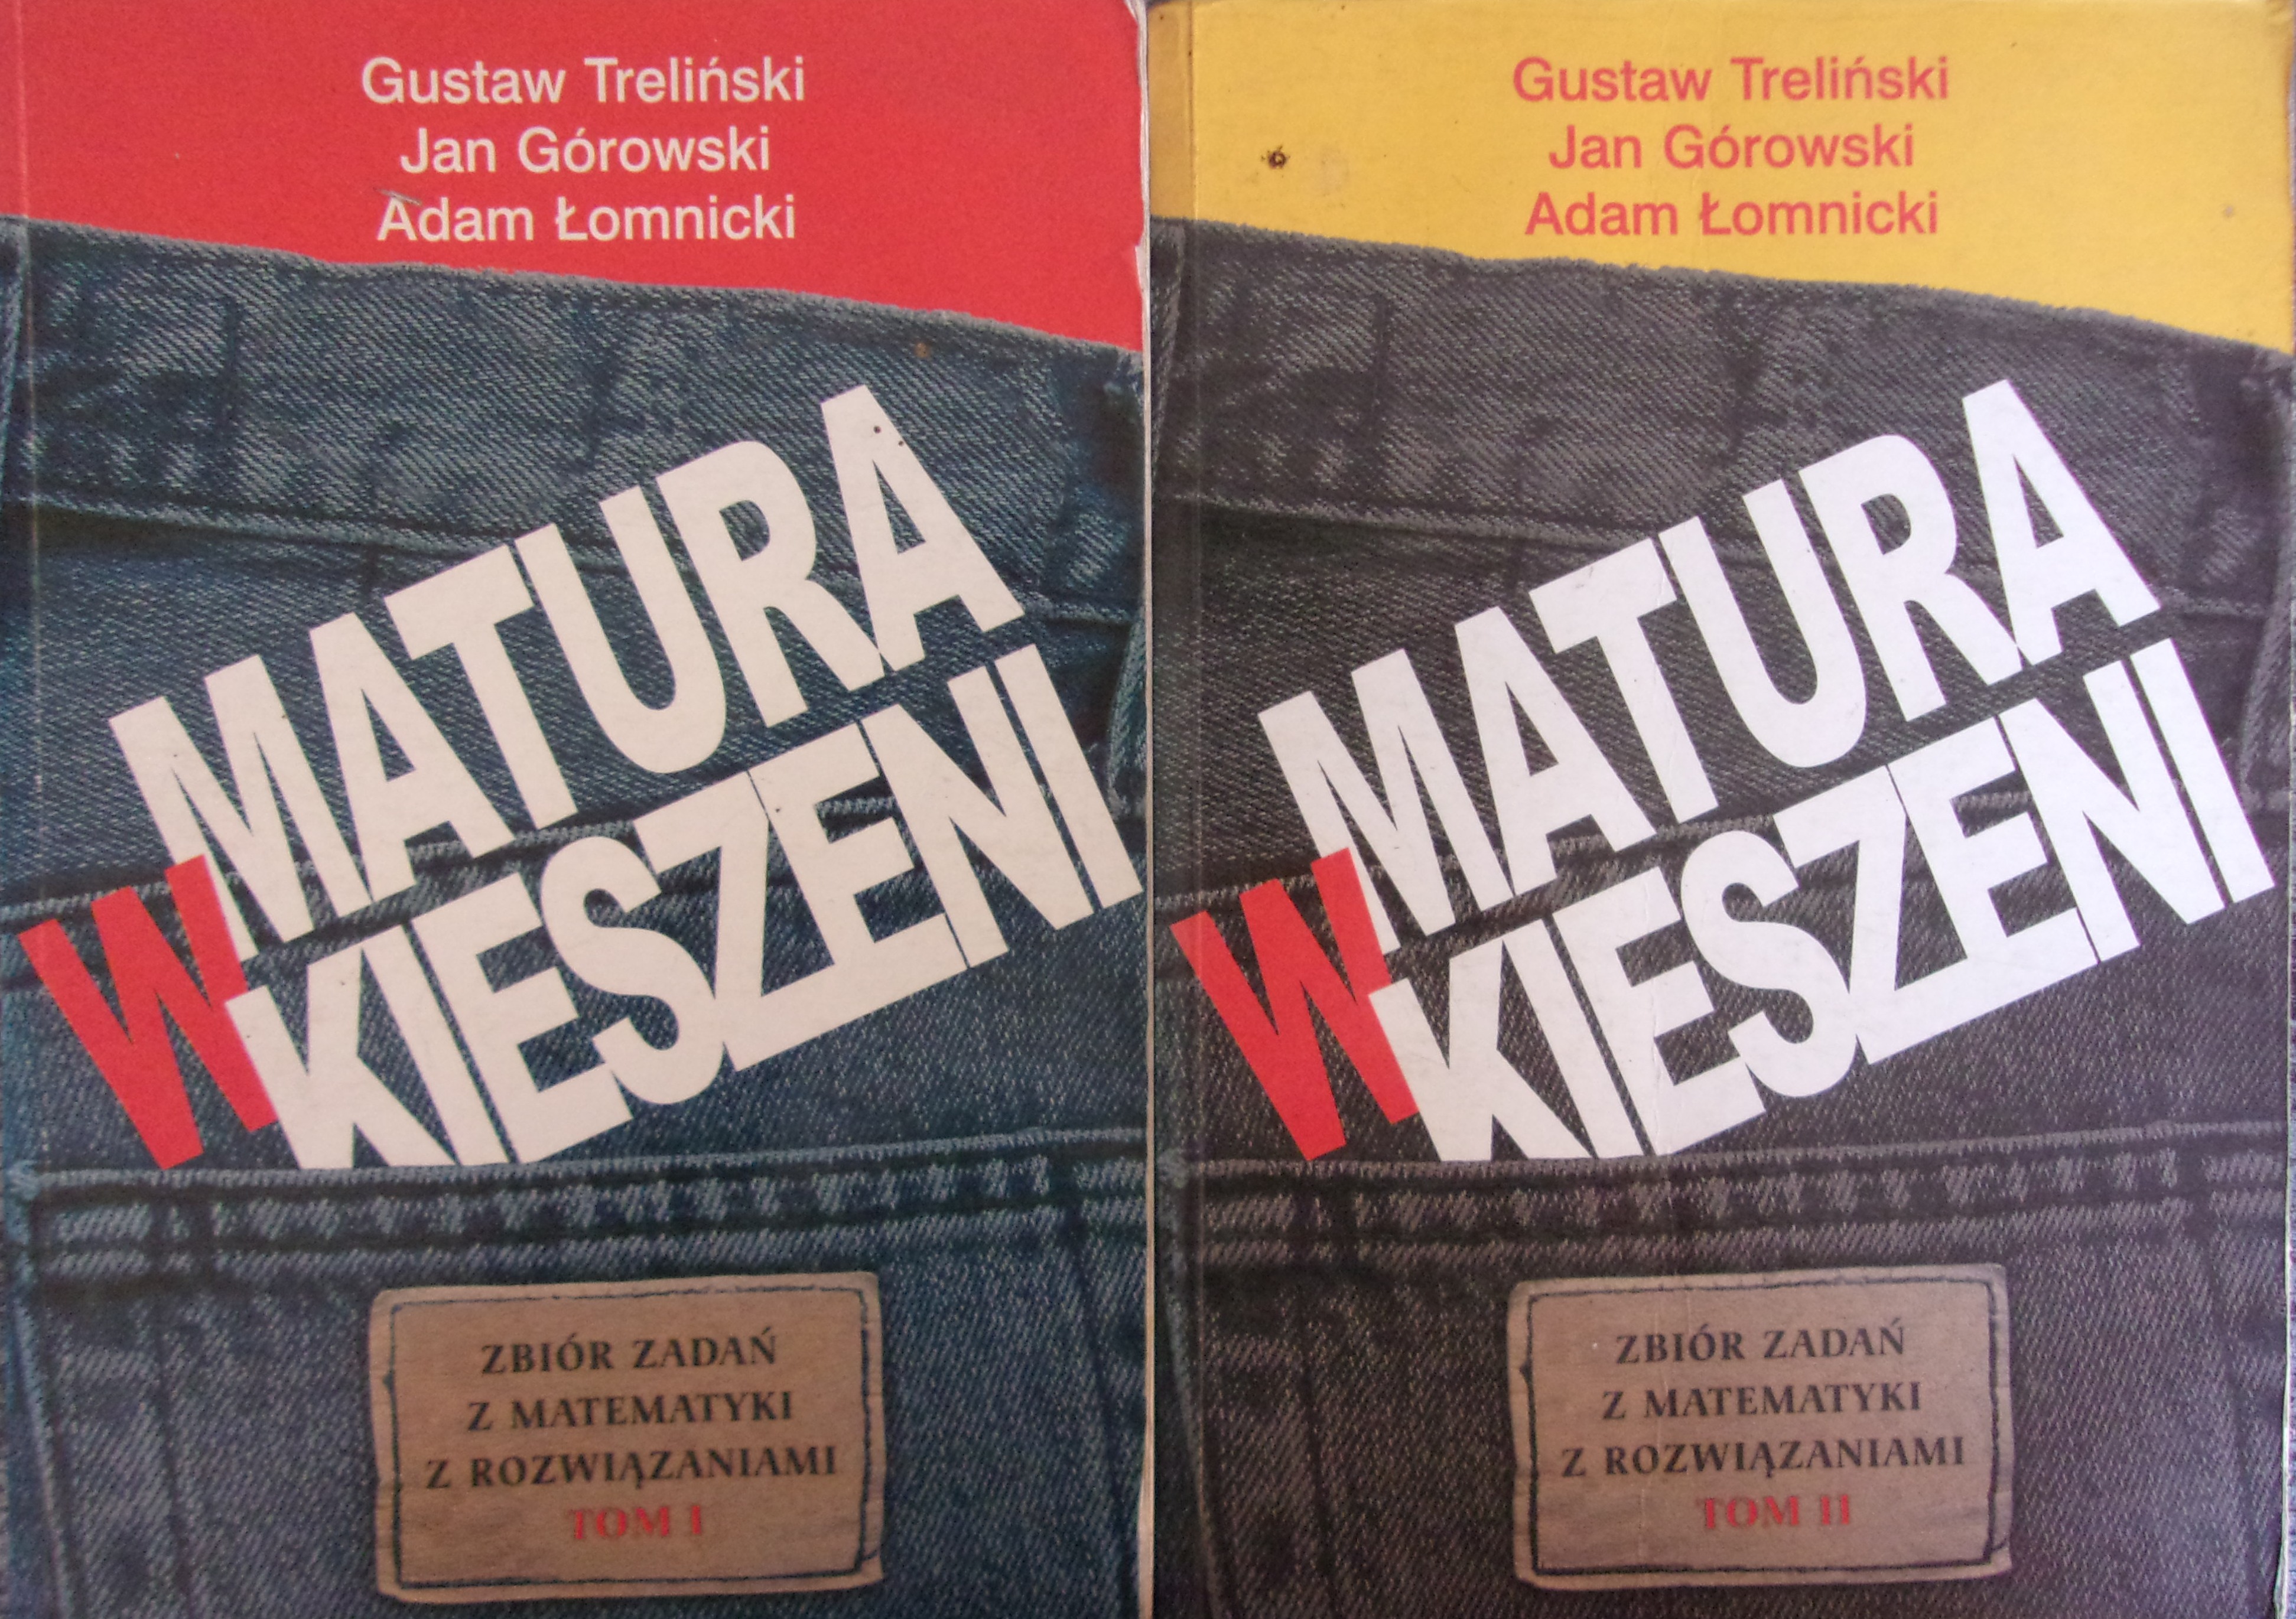 Gustaw Treliński
Jan Górowski
Adam Łomnicki
MATURA
W KIESZENI
ZBIÓR ZADAŃ
Z MATEMATYKI
Z ROZWIĄZANIAMI
TOM I
Gustaw Treliński
Jan Górowski
Adam Łomnicki
MATURA
W KIESZENI
ZBIÓR ZADAŃ
Z MATEMATYKI
Z ROZWIĄZANIAMI
TOM II